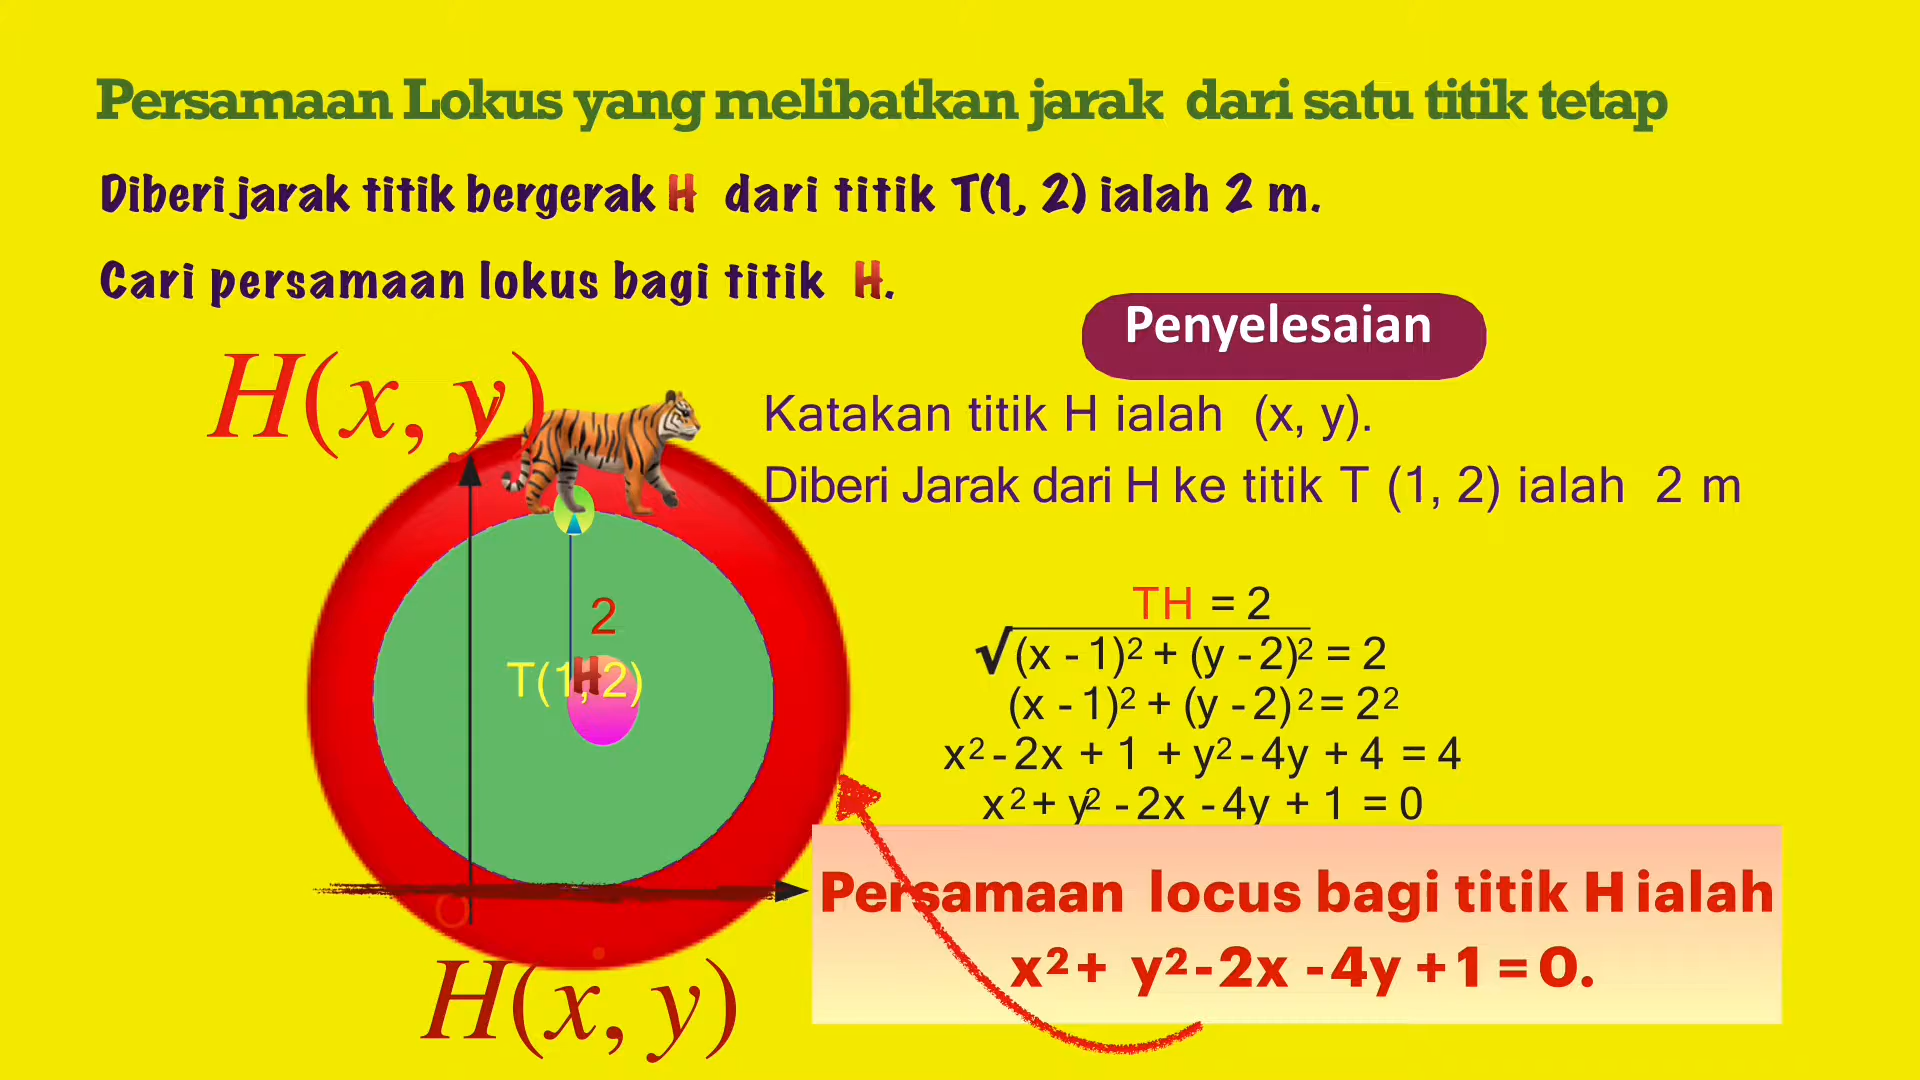 Persamaan Lokus yang melibatkan jarak dari satu titik tetap
Diberi jarak titik bergerak H dari titik T(1, 2) ialah 2 m.
Cari persamaan lokus bagi titik H.
Penyelesaian
H(x, y)
Katakan titik H ialah (x, y).
Diberi Jarak dari H ke titik T (1, 2) ialah 2 m
2
T(1, 2)
H
TH = 2
√(x - 1)² + (y - 2)² = 2
(x - 1)² + (y - 2)² = 2²
x² - 2x + 1 + y² - 4y + 4 = 4
x² + y² - 2x - 4y + 1 = 0
O
Persamaan locus bagi titik H ialah
x² + y² - 2x - 4y + 1 = 0.
H(x, y)